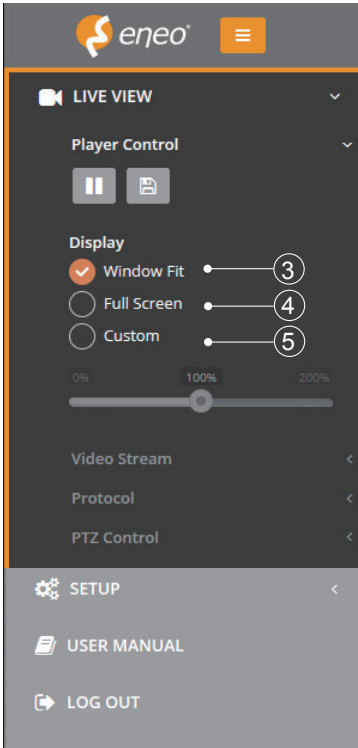 eneo
LIVE VIEW
Player Control
Display
Window Fit 3
Full Screen 4
Custom 5
0% 100% 200%
Video Stream
Protocol
PTZ Control
SETUP
USER MANUAL
LOG OUT